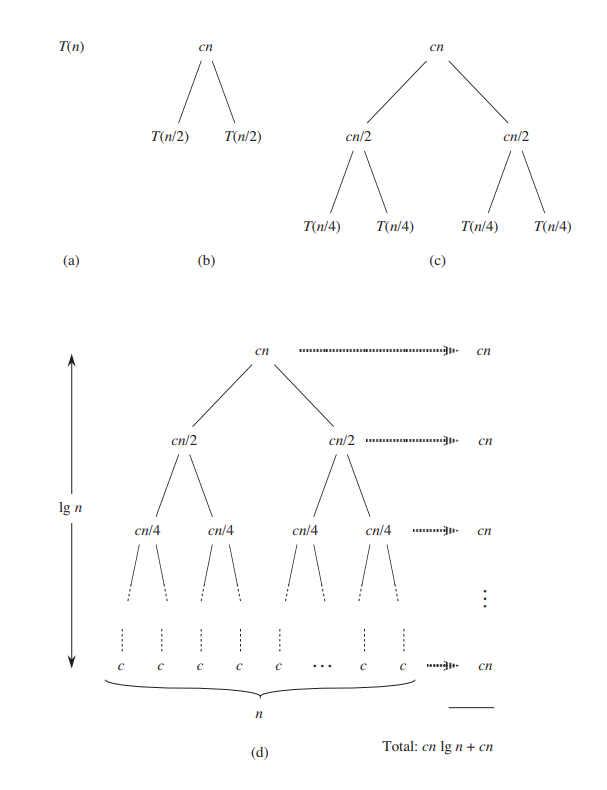 T(n) cn cn
T(n/2) T(n/2) cn/2 cn/2
T(n/4) T(n/4) T(n/4) T(n/4)
(a) (b) (c)
cn cn
cn/2 cn/2 cn
lg n
cn/4 cn/4 cn/4 cn/4 cn
⋮
c c c c c … c c cn
n
Total: cn lg n + cn
(d)